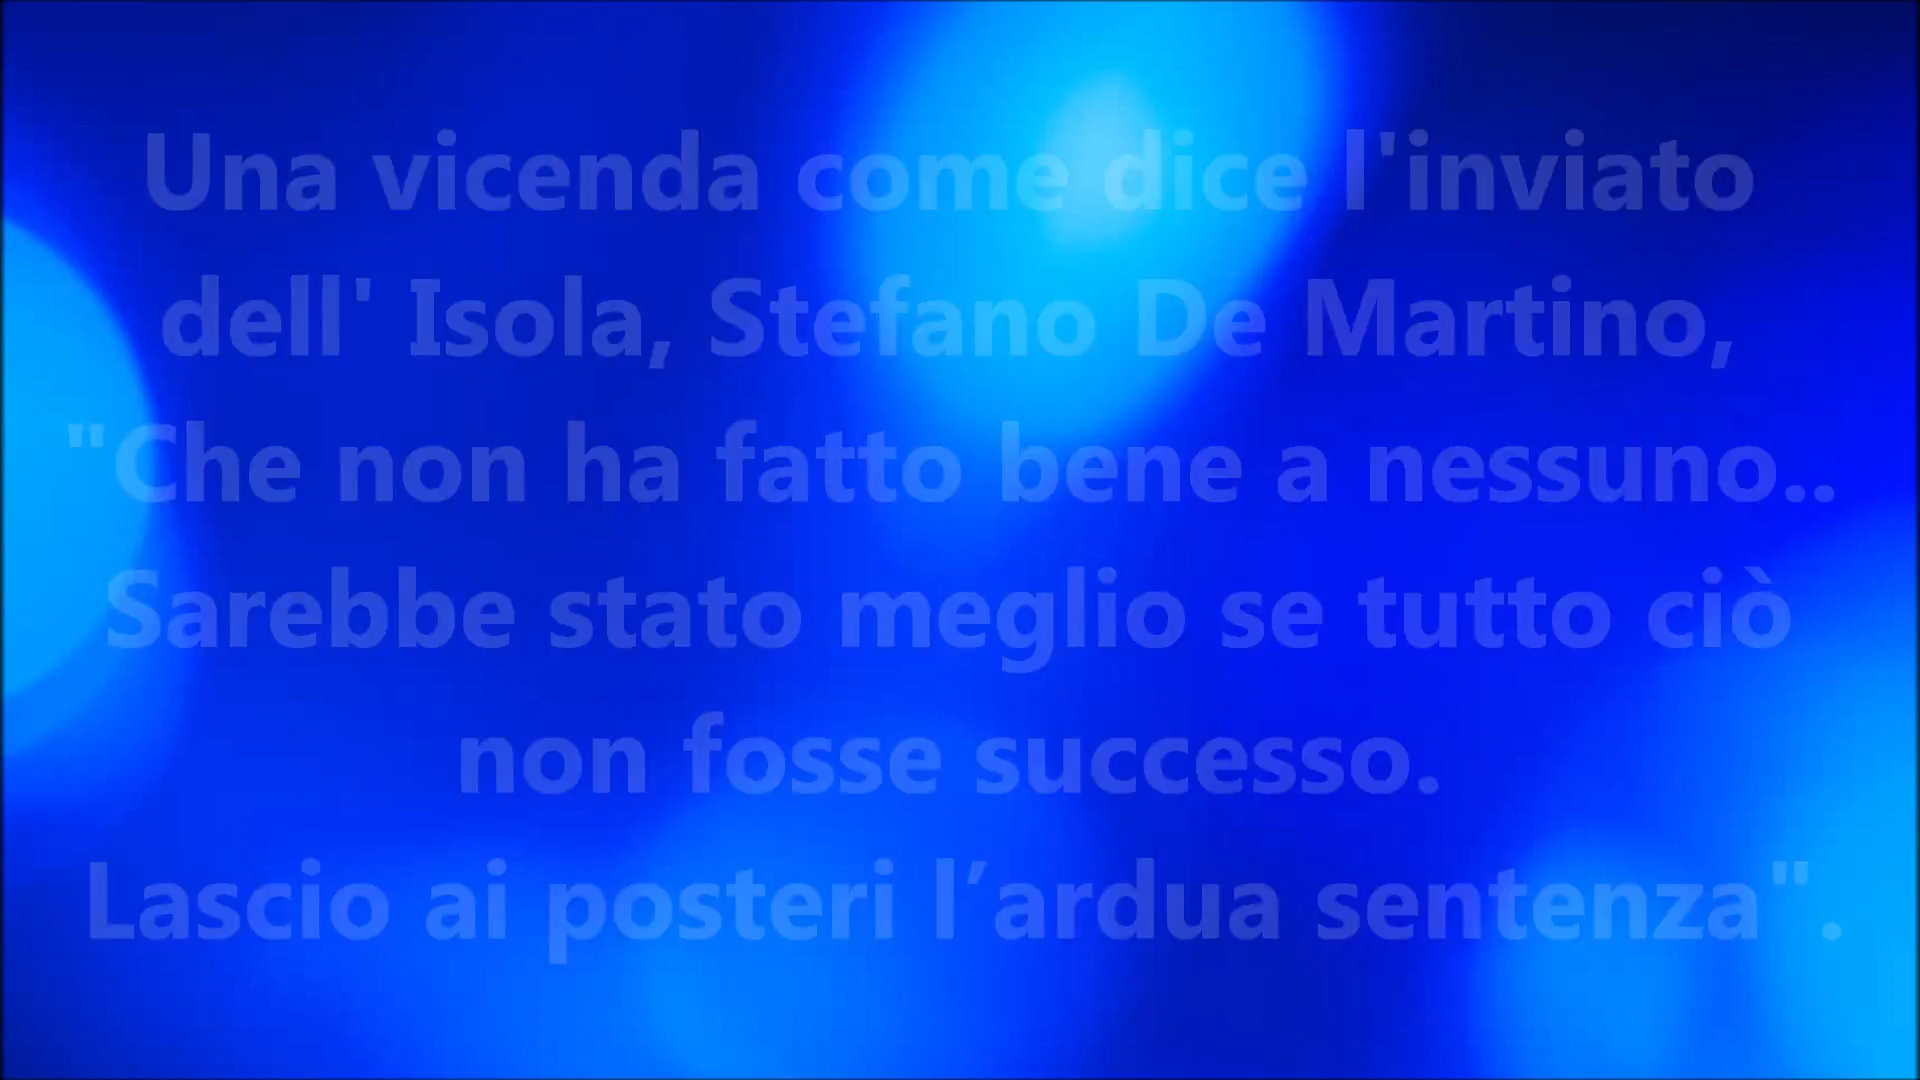 Una vicenda come dice l'inviato
dell' Isola, Stefano De Martino,
"Che non ha fatto bene a nessuno..
Sarebbe stato meglio se tutto ciò
non fosse successo.
Lascio ai posteri l’ardua sentenza".